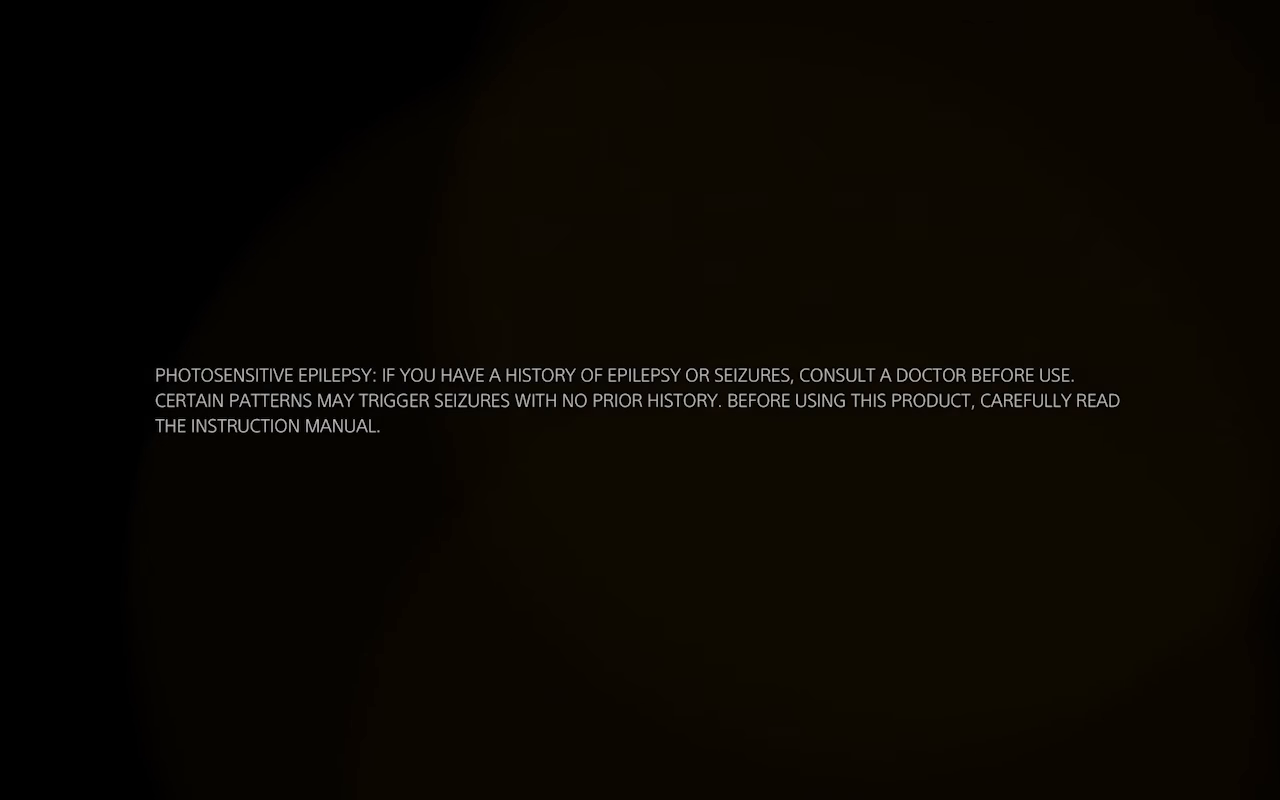 PHOTOSENSITIVE EPILEPSY: IF YOU HAVE A HISTORY OF EPILEPSY OR SEIZURES, CONSULT A DOCTOR BEFORE USE.
CERTAIN PATTERNS MAY TRIGGER SEIZURES WITH NO PRIOR HISTORY. BEFORE USING THIS PRODUCT, CAREFULLY READ
THE INSTRUCTION MANUAL.